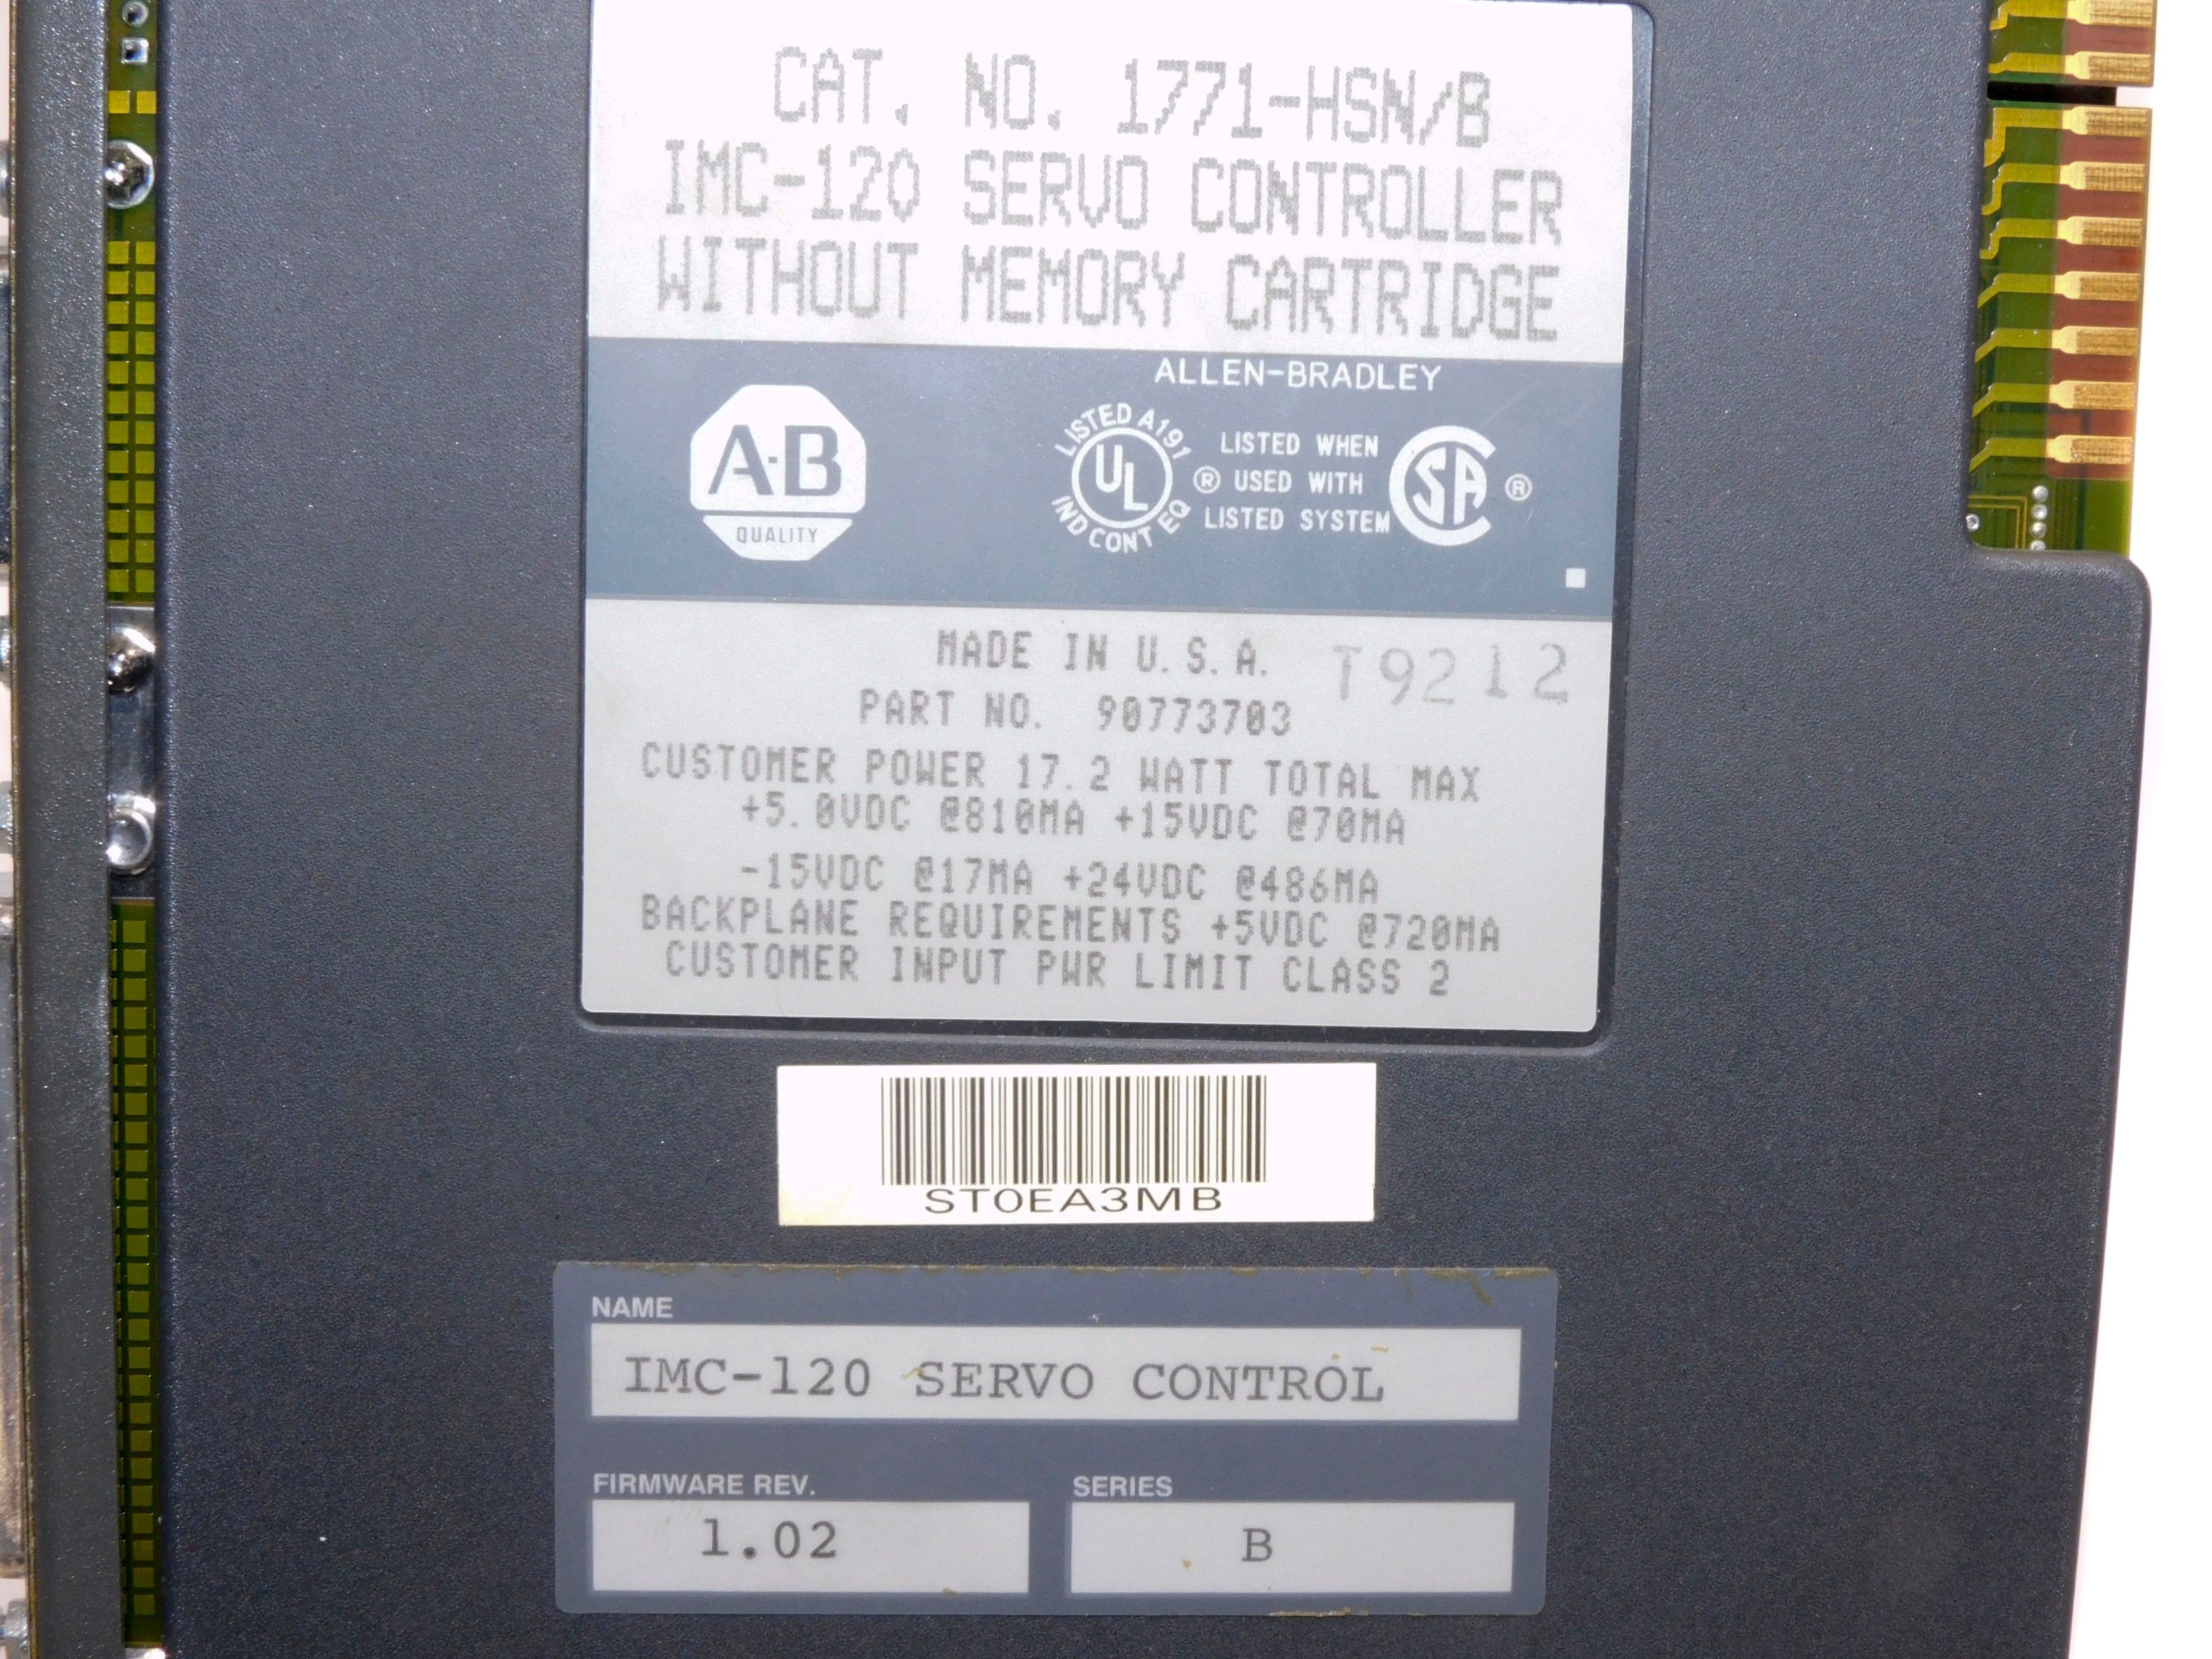 CAT. NO. 1771-HSN/B
IMC-120 SERVO CONTROLLER
WITHOUT MEMORY CARTRIDGE
ALLEN-BRADLEY
A-B
QUALITY
LISTED A191
UL
IND CONT EQ
®
LISTED WHEN
USED WITH
LISTED SYSTEM
SA
®
MADE IN U.S.A.
T9212
PART NO. 90773703
CUSTOMER POWER 17.2 WATT TOTAL MAX
+5.0VDC @810MA +15VDC @70MA
-15VDC @17MA +24VDC @486MA
BACKPLANE REQUIREMENTS +5VDC @720MA
CUSTOMER INPUT PWR LIMIT CLASS 2
STOEA3MB
NAME
IMC-120 SERVO CONTROL
FIRMWARE REV.
1.02
SERIES
B